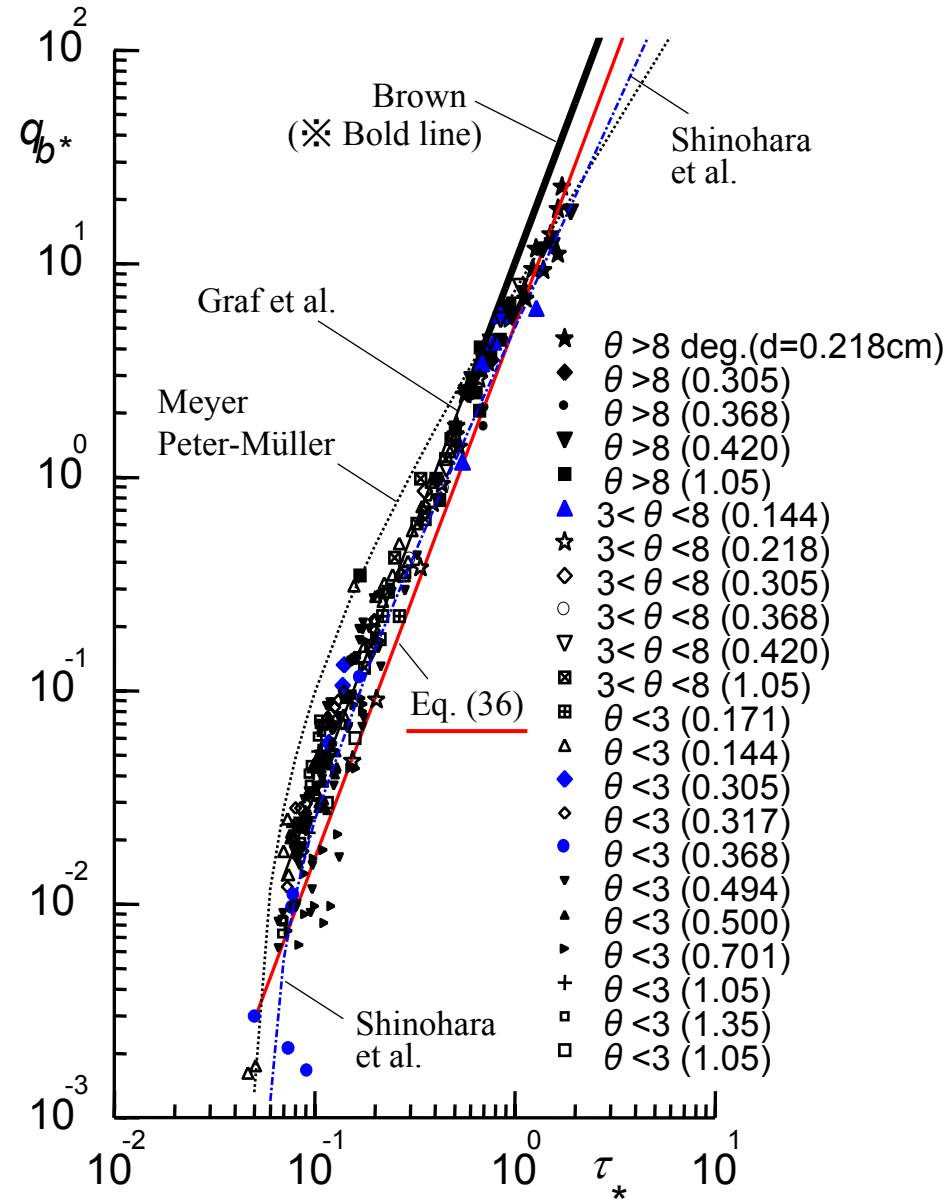 10^2
q_b*
Brown
(※ Bold line)
Shinohara
et al.
10^1
Graf et al.
Meyer
Peter-Müller
10^0
10^-1
Eq. (36)
10^-2
Shinohara
et al.
10^-3
θ >8 deg.(d=0.218cm)
θ >8 (0.305)
θ >8 (0.368)
θ >8 (0.420)
θ >8 (1.05)
3< θ <8 (0.144)
3< θ <8 (0.218)
3< θ <8 (0.305)
3< θ <8 (0.368)
3< θ <8 (0.420)
3< θ <8 (1.05)
θ <3 (0.171)
θ <3 (0.144)
θ <3 (0.305)
θ <3 (0.317)
θ <3 (0.368)
θ <3 (0.494)
θ <3 (0.500)
θ <3 (0.701)
θ <3 (1.05)
θ <3 (1.35)
θ <3 (1.05)
10^-2 10^-1 10^0 τ_* 10^1